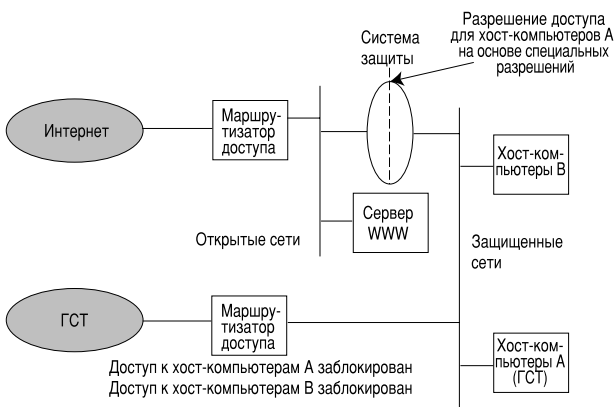 Разрешение доступа
для хост-компьютеров А
на основе специальных
разрешений
Система
защиты
Интернет
Маршру-
тизатор
доступа
Хост-ком-
пьютеры В
Сервер
WWW
Открытые сети
Защищенные
сети
ГСТ
Маршру-
тизатор
доступа
Хост-ком-
пьютеры А
(ГСТ)
Доступ к хост-компьютерам А заблокирован
Доступ к хост-компьютерам В заблокирован